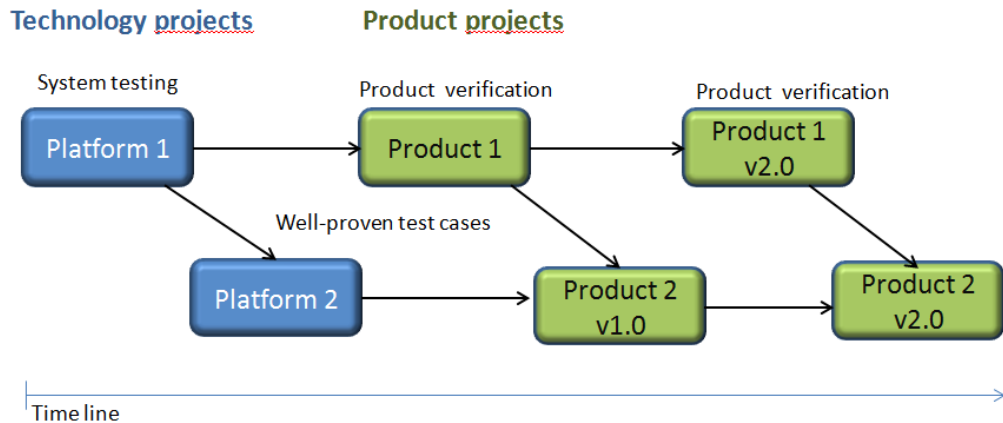 Technology projects
Product projects
System testing
Product verification
Product verification
Platform 1
Product 1
Product 1
v2.0
Well-proven test cases
Platform 2
Product 2
v1.0
Product 2
v2.0
Time line